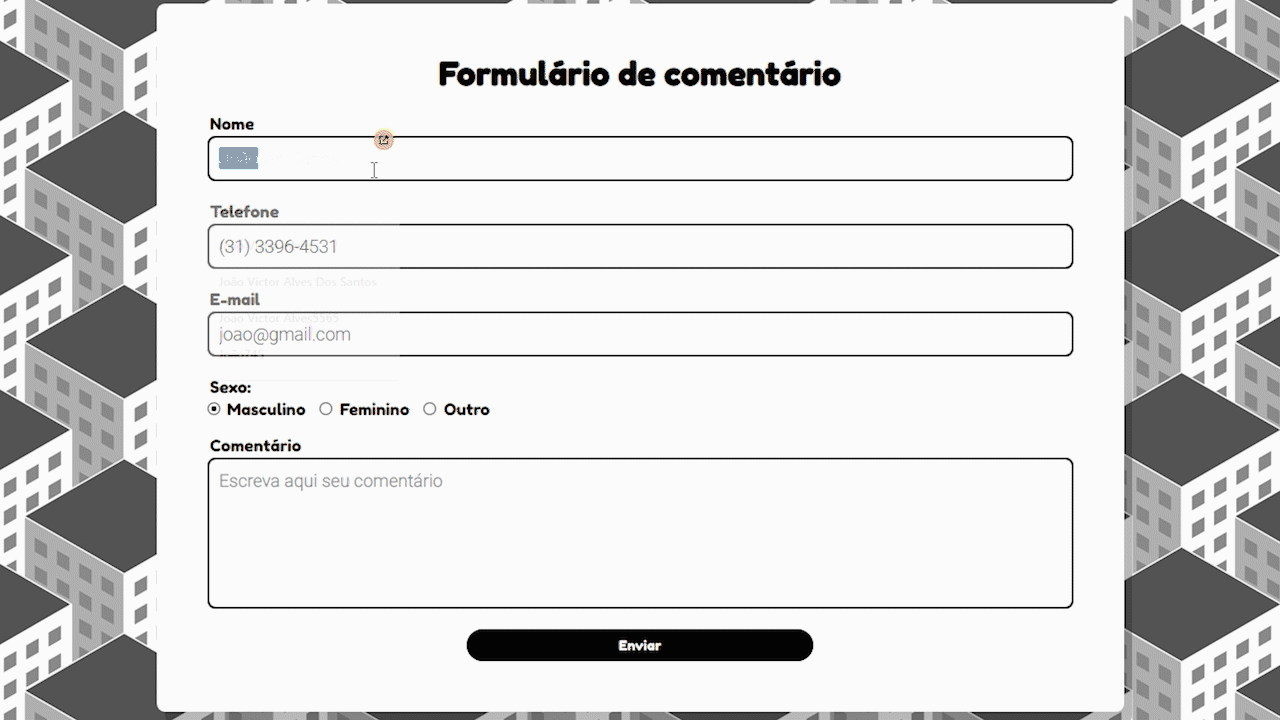 Formulário de comentário
Nome
João
Telefone
(31) 3396-4531
João Victor Alves Dos Santos
E-mail
João Victor Alves5565
joao@gmail.com
Sexo:
Masculino Feminino Outro
Comentário
Escreva aqui seu comentário
Enviar